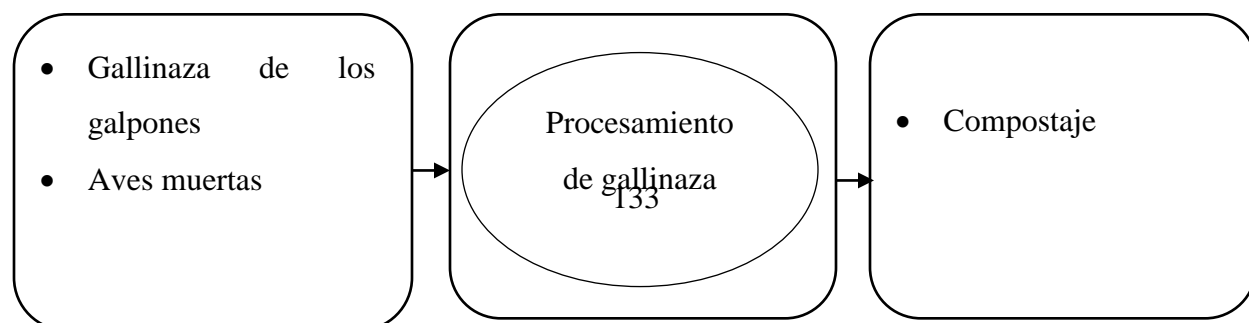 • Gallinaza de los
galpones
• Aves muertas
Procesamiento
de gallinaza
133
• Compostaje